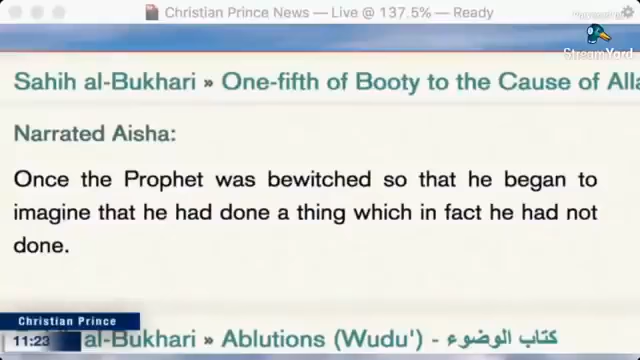 Christian Prince News — Live @ 137.5% — Ready
StreamYard
Sahih al-Bukhari » One-fifth of Booty to the Cause of Alla
Narrated Aisha:
Once the Prophet was bewitched so that he began to
imagine that he had done a thing which in fact he had not
done.
Christian Prince
11:23
al-Bukhari » Ablutions (Wudu') - كتاب الوضوء